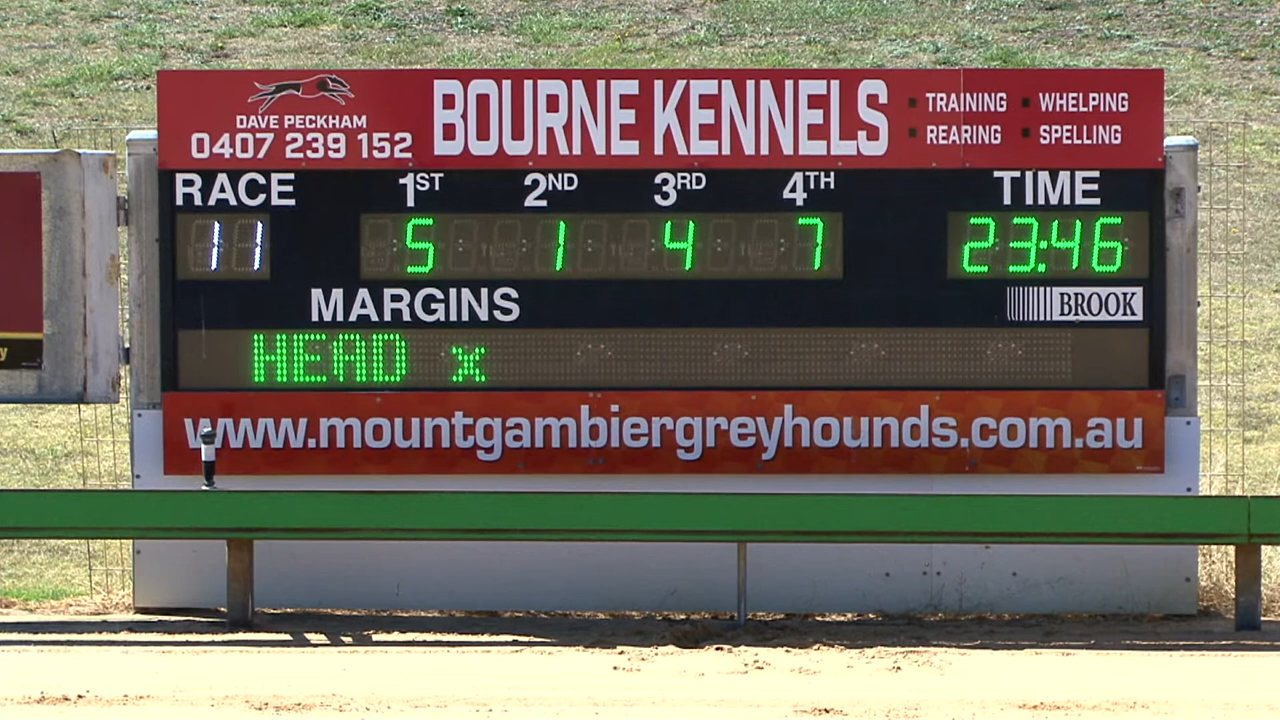 DAVE PECKHAM
0407 239 152
BOURNE KENNELS
TRAINING WHELPING
REARING SPELLING
RACE 1ST 2ND 3RD 4TH TIME
11 5 1 4 7 23:46
MARGINS
BROOK
HEAD x
y
www.mountgambiergreyhounds.com.au